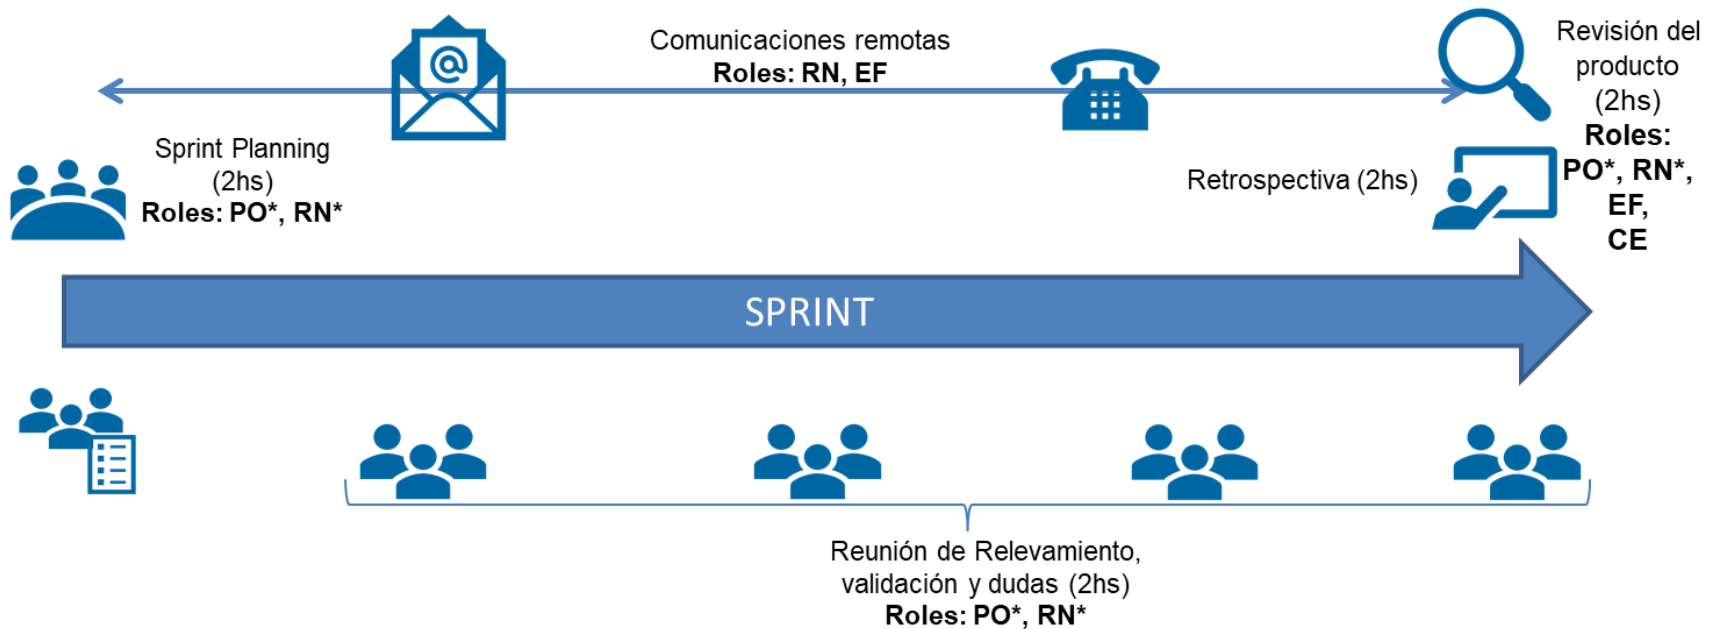 Comunicaciones remotas
Roles: RN, EF
Revisión del
producto
(2hs)
Roles:
PO*, RN*,
EF,
CE
Sprint Planning
(2hs)
Roles: PO*, RN*
Retrospectiva (2hs)
SPRINT
Reunión de Relevamiento,
validación y dudas (2hs)
Roles: PO*, RN*